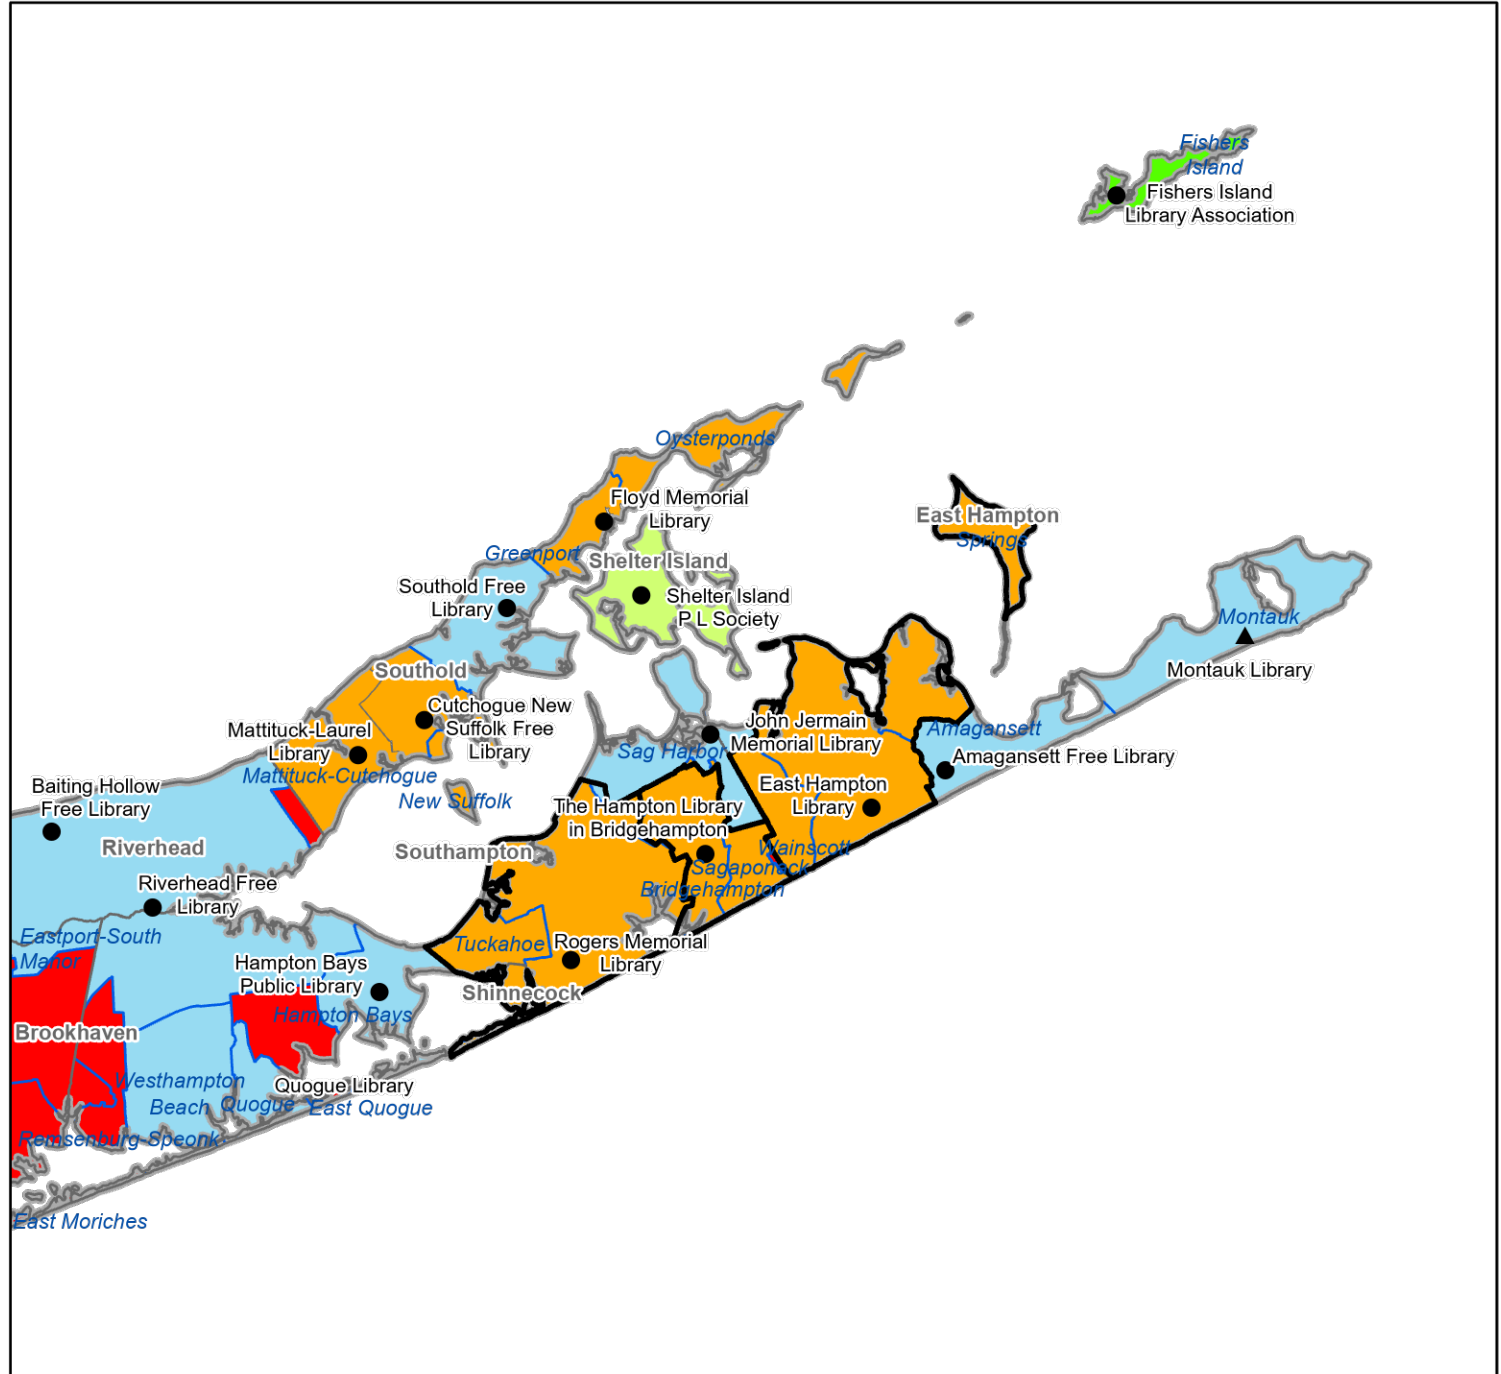 Fishers
Island
Fishers Island
Library Association
Oysterponds
Floyd Memorial
Library
East Hampton
Springs
Greenport
Shelter Island
Southold Free
Library
Shelter Island
P L Society
Montauk
Montauk Library
Southold
Cutchogue New
Suffolk Free
Library
Mattituck-Laurel
Library
John Jermain
Memorial Library
Sag Harbor
Amagansett
Amagansett Free Library
Mattituck-Cutchogue
New Suffolk
Baiting Hollow
Free Library
East Hampton
Library
The Hampton Library
in Bridgehampton
Riverhead
Southampton
Wainscott
Sagaponack
Bridgehampton
Riverhead Free
Library
Eastport-South
Manor
Tuckahoe
Rogers Memorial
Library
Hampton Bays
Public Library
Shinnecock
Hampton Bays
Brookhaven
Westhampton
Beach
Quogue Library
Quogue
East Quogue
Remsenburg-Speonk
East Moriches